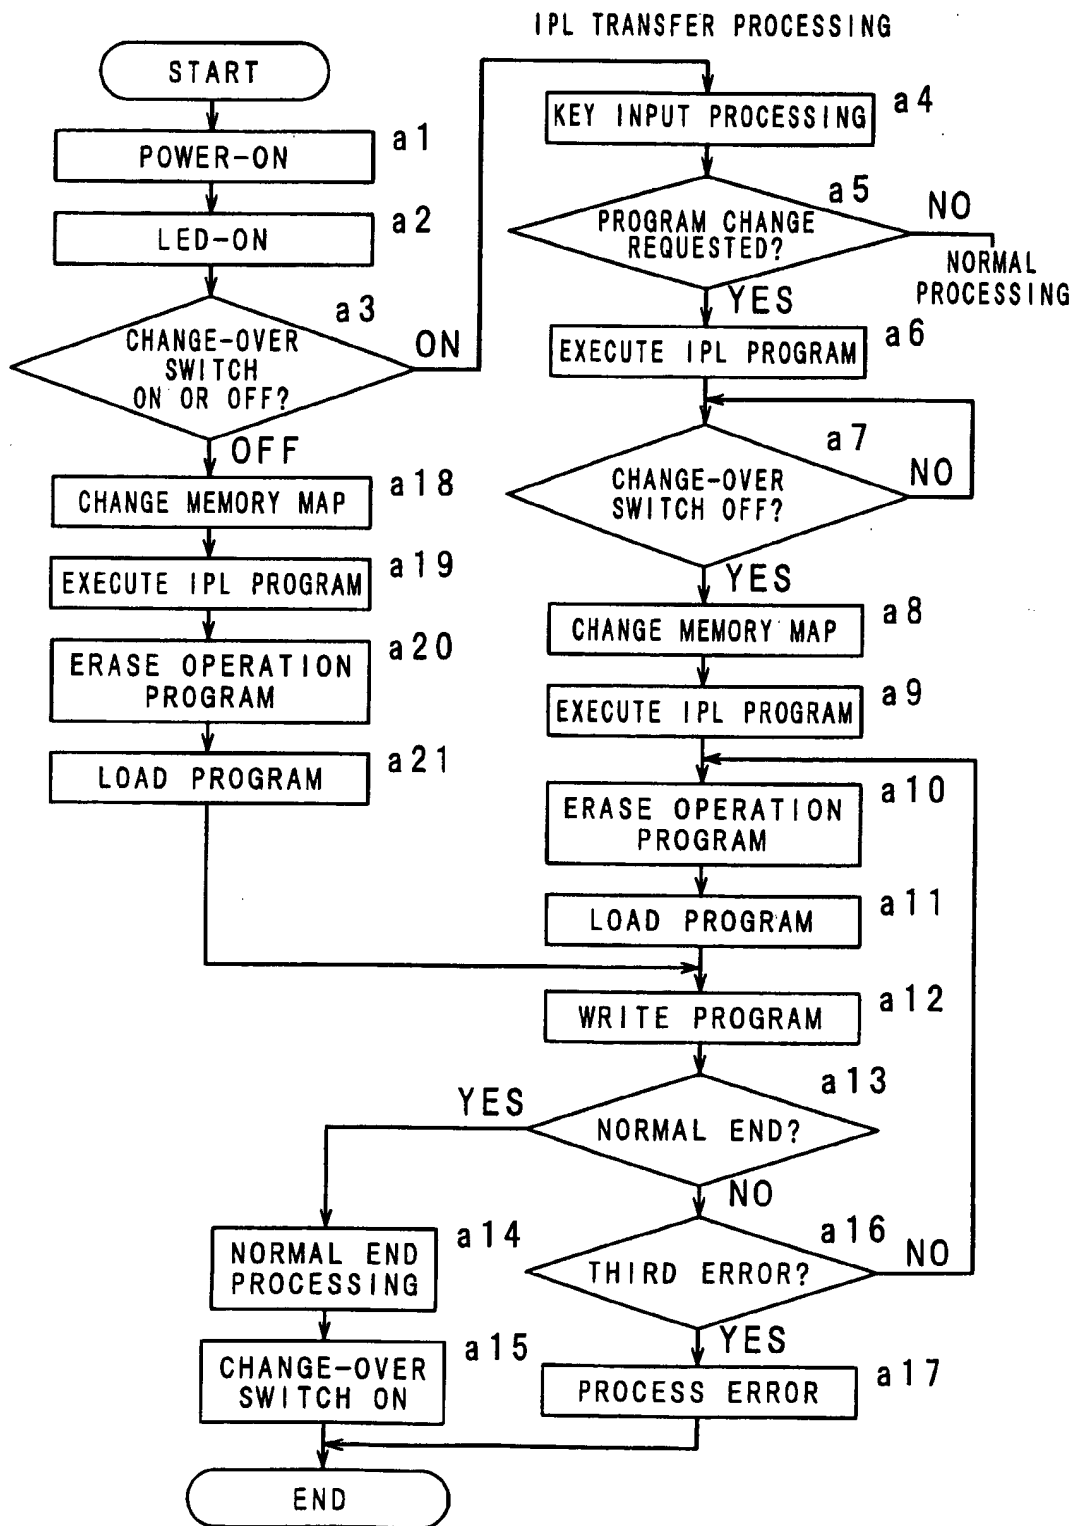 IPL TRANSFER PROCESSING
START
a1
POWER-ON
a2
LED-ON
a3
CHANGE-OVER
SWITCH
ON OR OFF?
ON
OFF
a18
CHANGE MEMORY MAP
a19
EXECUTE IPL PROGRAM
a20
ERASE OPERATION
PROGRAM
a21
LOAD PROGRAM
a4
KEY INPUT PROCESSING
a5
PROGRAM CHANGE
REQUESTED?
NO
NORMAL
PROCESSING
YES
a6
EXECUTE IPL PROGRAM
a7
CHANGE-OVER
SWITCH OFF?
NO
YES
a8
CHANGE MEMORY MAP
a9
EXECUTE IPL PROGRAM
a10
ERASE OPERATION
PROGRAM
a11
LOAD PROGRAM
a12
WRITE PROGRAM
a13
NORMAL END?
YES
NO
a14
NORMAL END
PROCESSING
a15
CHANGE-OVER
SWITCH ON
a16
THIRD ERROR?
NO
YES
a17
PROCESS ERROR
END